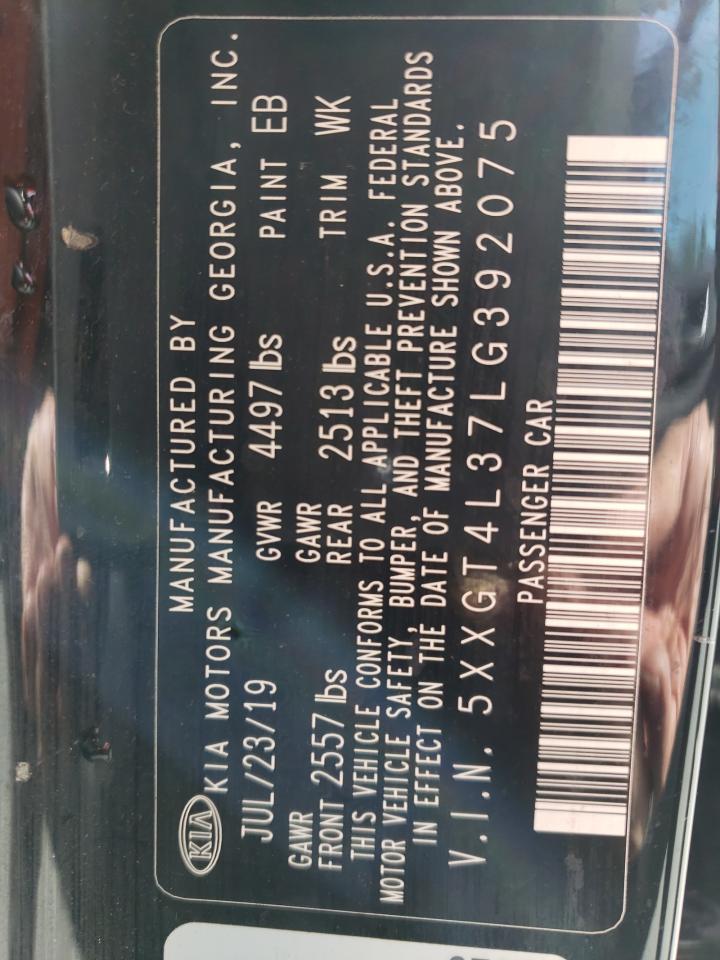 MANUFACTURED BY
KIA KIA MOTORS MANUFACTURING GEORGIA, INC.
JUL/23/19 GVWR 4497 lbs PAINT EB
GAWR GAWR
FRONT 2557 lbs REAR 2513 lbs TRIM WK
THIS VEHICLE CONFORMS TO ALL APPLICABLE U.S.A. FEDERAL
MOTOR VEHICLE SAFETY, BUMPER, AND THEFT PREVENTION STANDARDS
IN EFFECT ON THE DATE OF MANUFACTURE SHOWN ABOVE.
V.I.N. 5XXGT4L37LG392075
PASSENGER CAR